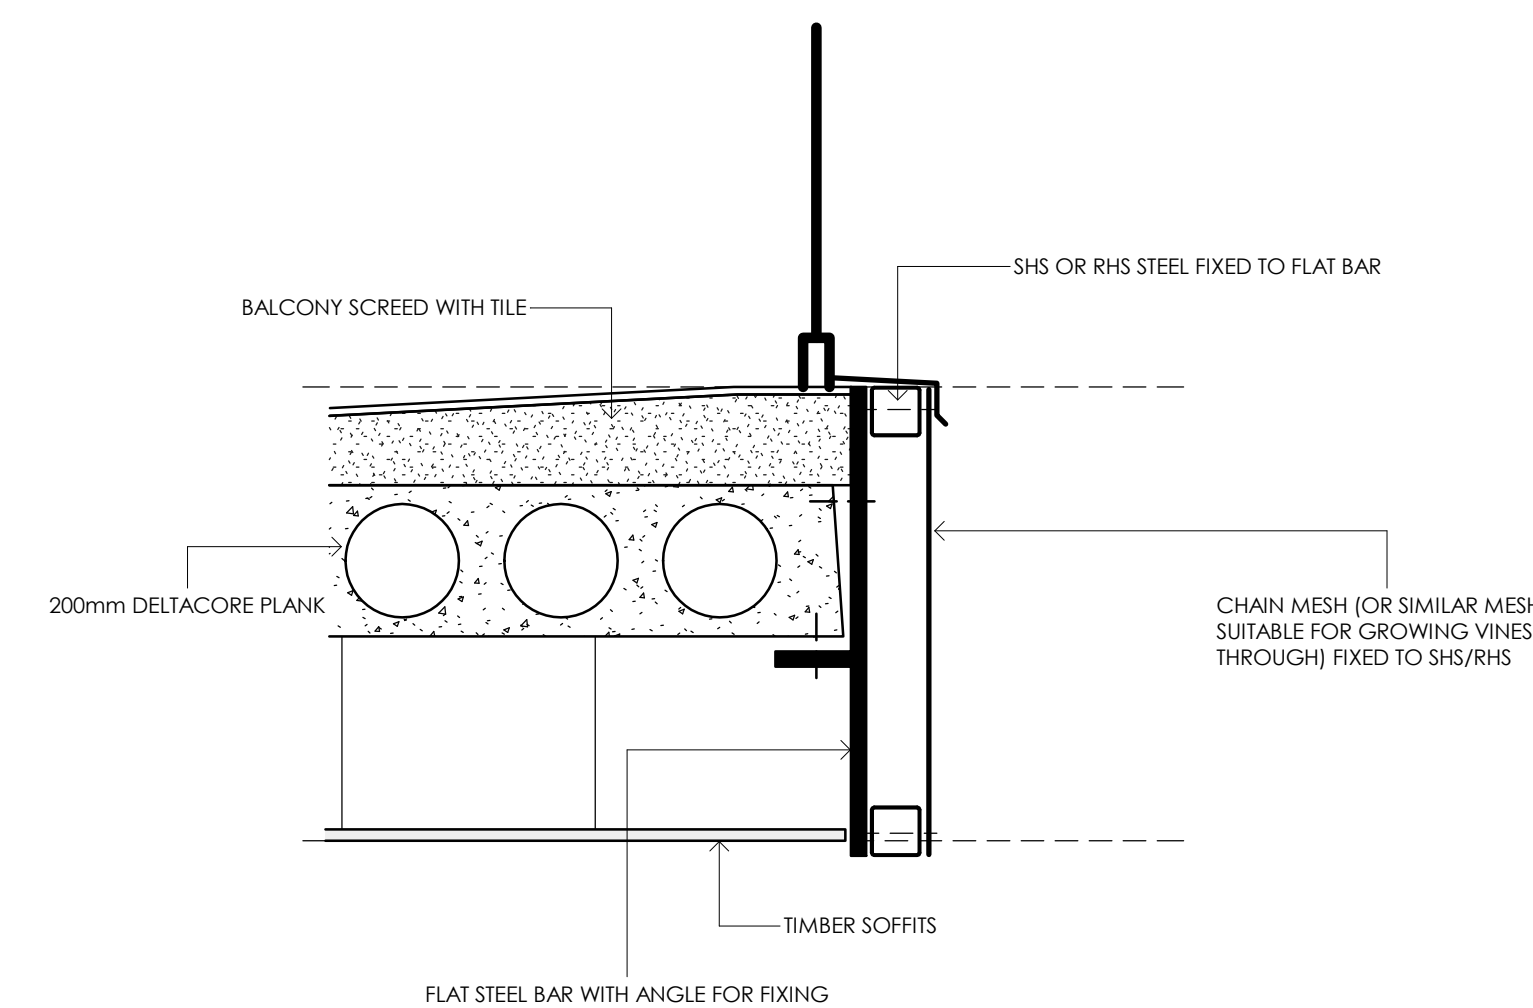 SHS OR RHS STEEL FIXED TO FLAT BAR
BALCONY SCREED WITH TILE
200mm DELTACORE PLANK
CHAIN MESH (OR SIMILAR MESH
SUITABLE FOR GROWING VINES
THROUGH) FIXED TO SHS/RHS
TIMBER SOFFITS
FLAT STEEL BAR WITH ANGLE FOR FIXING